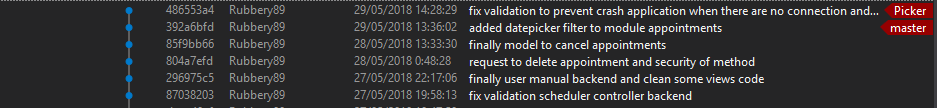 486553a4 Rubbery89 29/05/2018 14:28:29 fix validation to prevent crash application when there are no connection and... Picker
392a6bfd Rubbery89 29/05/2018 13:36:02 added datepicker filter to module appointments master
85f9bb66 Rubbery89 28/05/2018 13:33:30 finally model to cancel appointments
804a7efd Rubbery89 28/05/2018 0:48:28 request to delete appointment and security of method
296975c5 Rubbery89 27/05/2018 22:17:06 finally user manual backend and clean some views code
87038203 Rubbery89 27/05/2018 19:58:13 fix validation scheduler controller backend